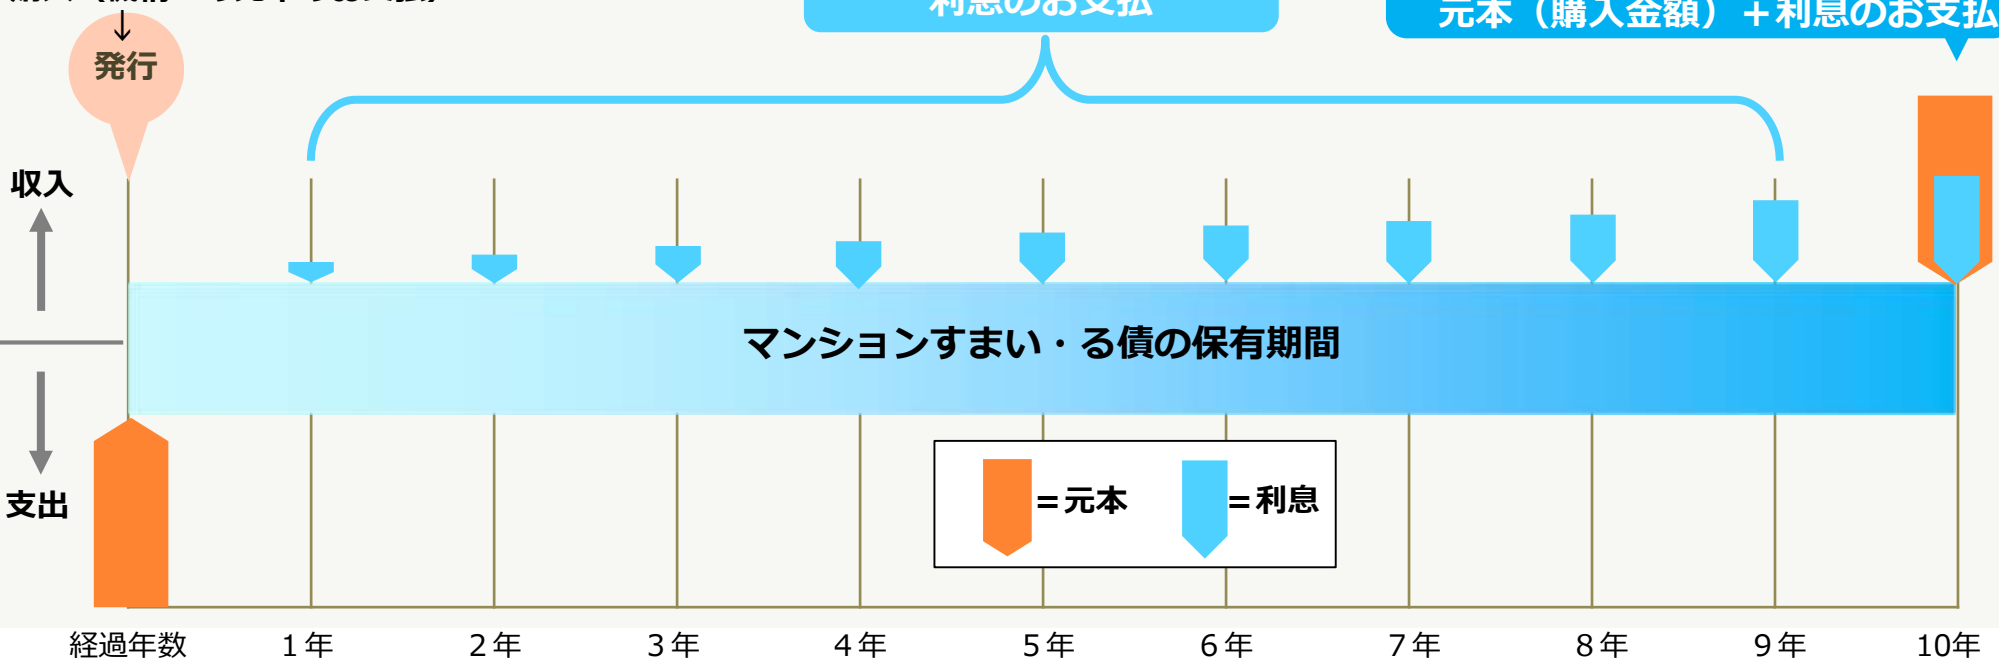 利息のお支払
元本（購入金額）＋利息のお支払
↓
発行
収入
マンションすまい・る債の保有期間
支出
=元本
=利息
経過年数 1年 2年 3年 4年 5年 6年 7年 8年 9年 10年